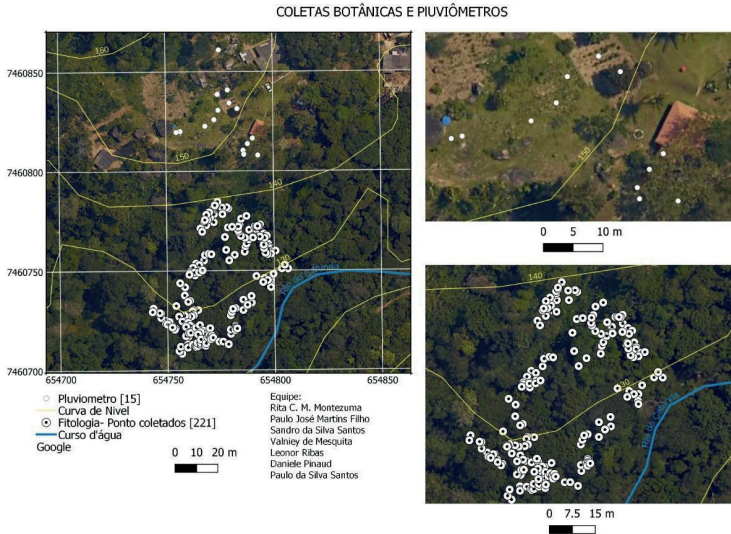 COLETAS BOTÂNICAS E PLUVIÔMETROS
7460850
7460800
7460750
7460700
654700
654750
654800
654850
160
150
140
130
150
0 5 10 m
140
130
Pluviometro [15]
Curva de Nivel
Fitologia- Ponto coletados [221]
Curso d'água
Google
0 10 20 m
Equipe:
Rita C. M. Montezuma
Paulo José Martins Filho
Sandro da Silva Santos
Valniey de Mesquita
Leonor Ribas
Daniele Pinaud
Paulo da Silva Santos
0 7.5 15 m